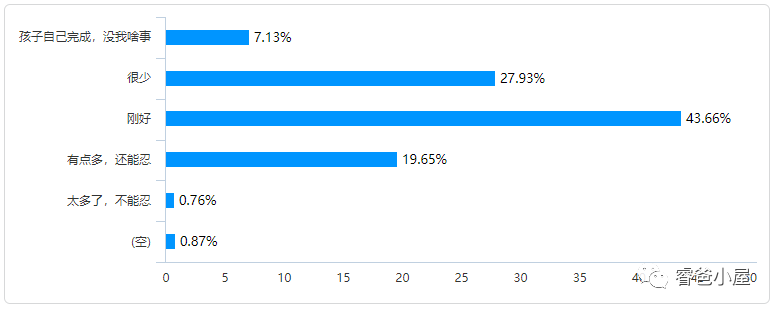 孩子自己完成，没我啥事 7.13%
很少 27.93%
刚好 43.66%
有点多，还能忍 19.65%
太多了，不能忍 0.76%
(空) 0.87%
0 5 10 15 20 25 30 35
睿爸小屋